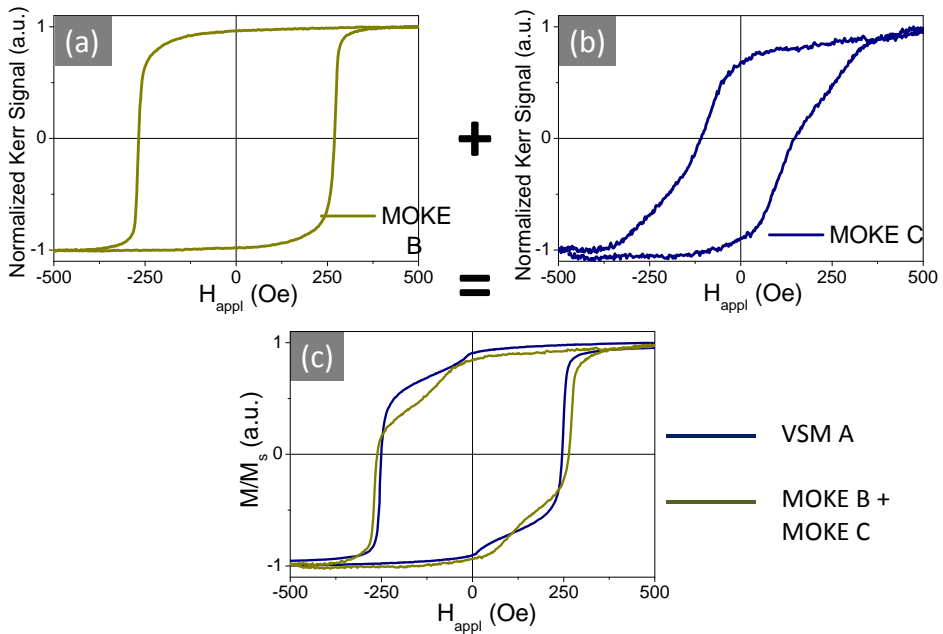 (a)
Normalized Kerr Signal (a.u.)
1
0
-1
-500
-250
0
250
500
H_appl (Oe)
MOKE
B
+
(b)
Normalized Kerr Signal (a.u.)
1
0
-1
-500
-250
0
250
500
H_appl (Oe)
MOKE C
=
(c)
M/M_s (a.u.)
1
0
-1
-500
-250
0
250
500
H_appl (Oe)
VSM A
MOKE B +
MOKE C